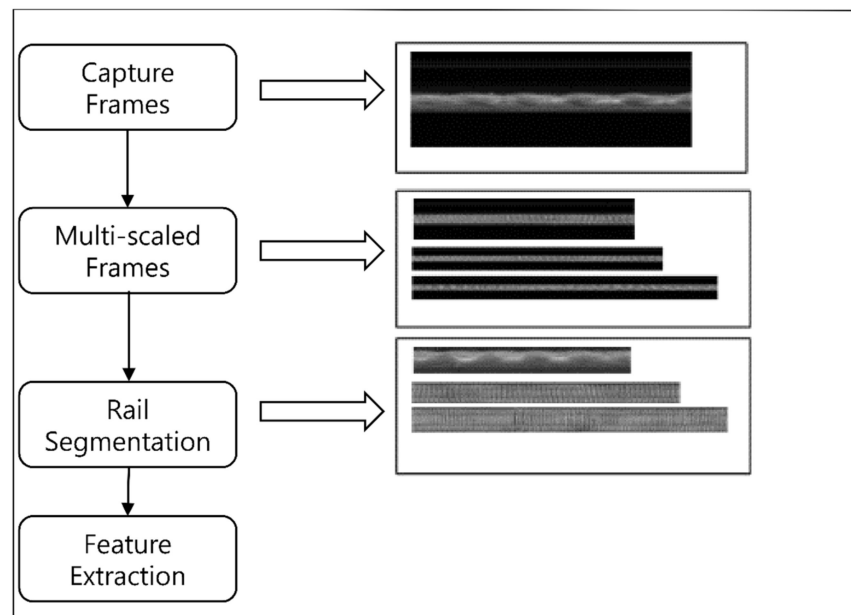 Capture
Frames
Multi-scaled
Frames
Rail
Segmentation
Feature
Extraction